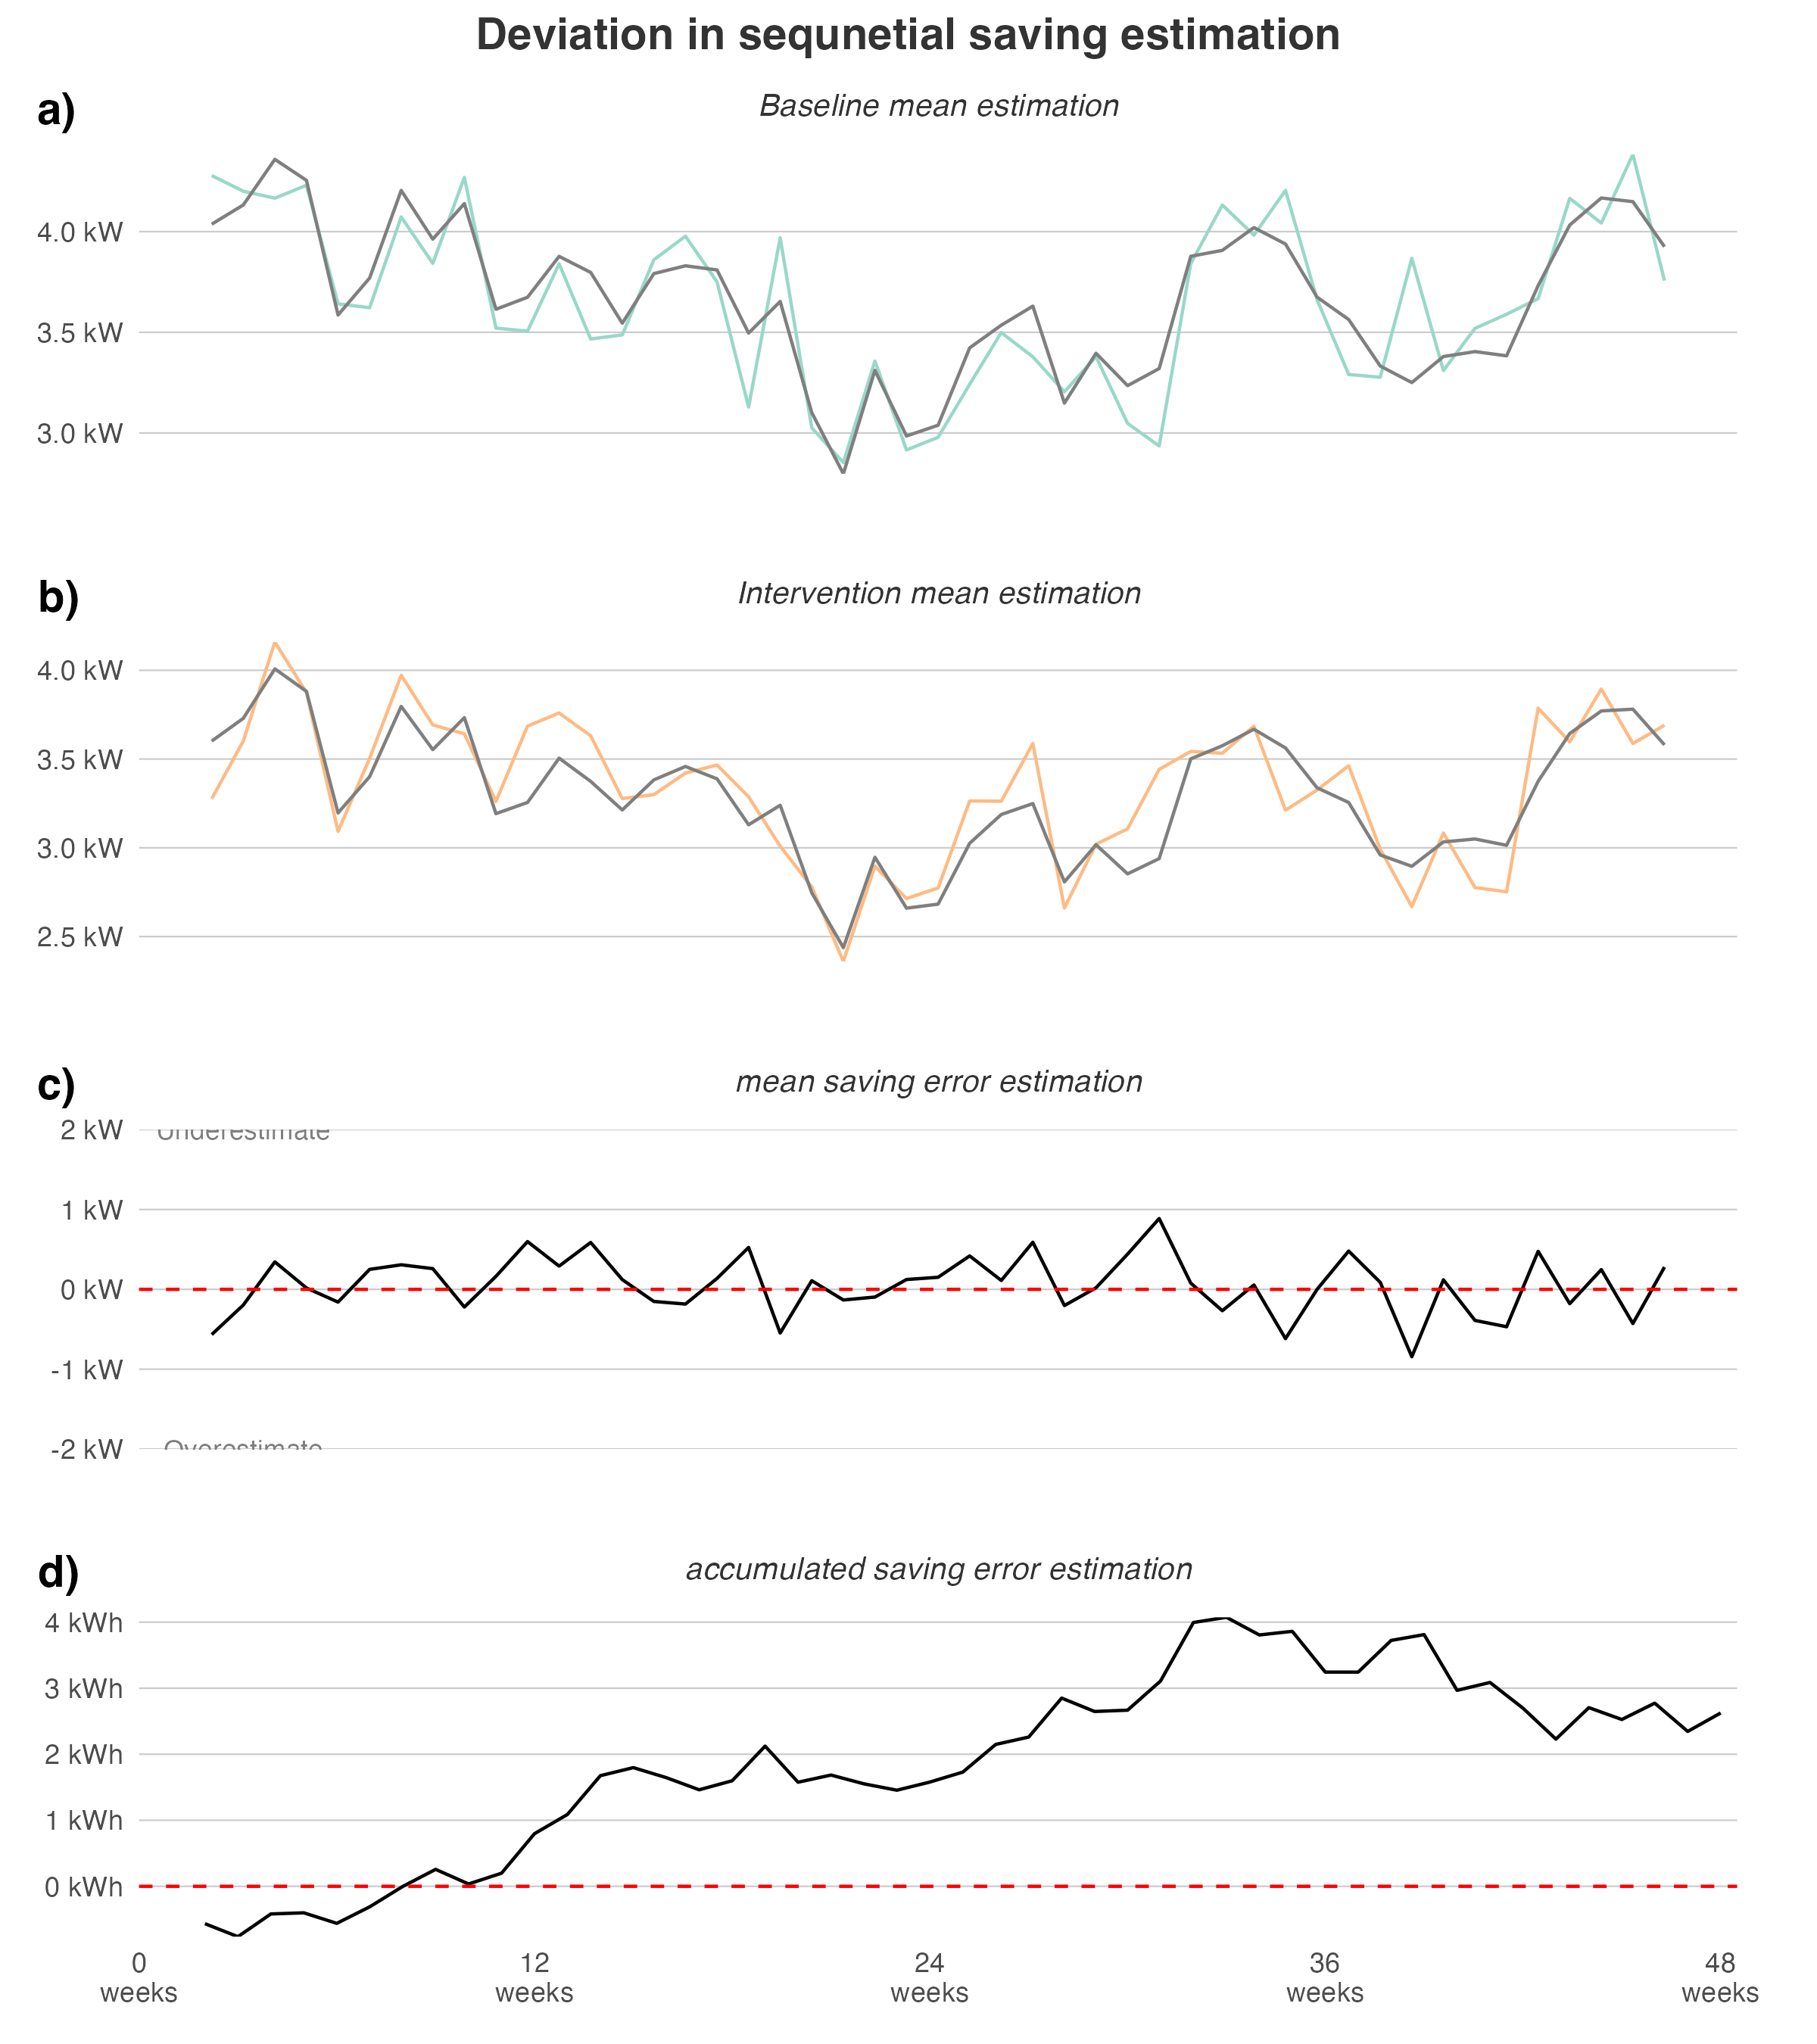 Deviation in sequnetial saving estimation
a)
Baseline mean estimation
4.0 kW
3.5 kW
3.0 kW
b)
Intervention mean estimation
4.0 kW
3.5 kW
3.0 kW
2.5 kW
c)
mean saving error estimation
2 kW
Underestimate
1 kW
0 kW
-1 kW
-2 kW
Overestimate
d)
accumulated saving error estimation
4 kWh
3 kWh
2 kWh
1 kWh
0 kWh
0 weeks
12 weeks
24 weeks
36 weeks
48 weeks